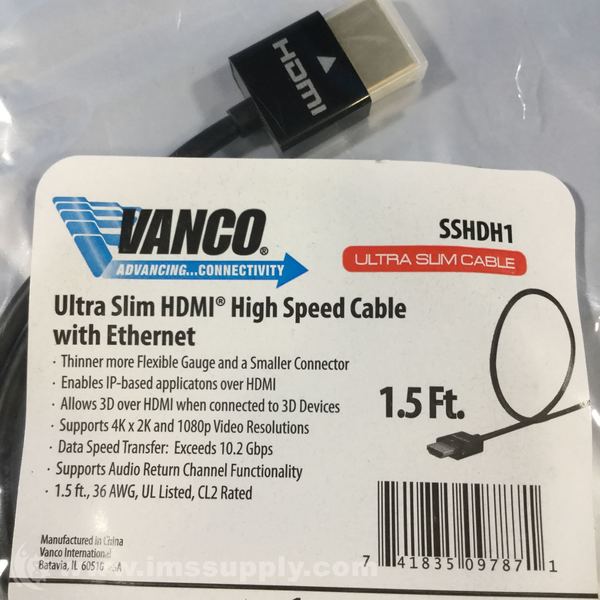 HDMI
VANCO®
ADVANCING...CONNECTIVITY
SSHDH1
ULTRA SLIM CABLE
Ultra Slim HDMI® High Speed Cable
with Ethernet
· Thinner more Flexible Gauge and a Smaller Connector
· Enables IP-based applicatons over HDMI
· Allows 3D over HDMI when connected to 3D Devices
· Supports 4K x 2K and 1080p Video Resolutions
· Data Speed Transfer: Exceeds 10.2 Gbps
· Supports Audio Return Channel Functionality
· 1.5 ft., 36 AWG, UL Listed, CL2 Rated
1.5 Ft.
Manufactured in China
Vanco International
Batavia, IL 60510 USA
7 41835 09787 1
www.imssupply.com